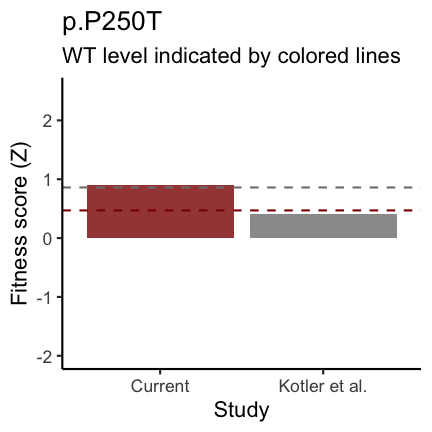 p.P250T
WT level indicated by colored lines
Fitness score (Z)
2
1
0
-1
-2
Current
Kotler et al.
Study